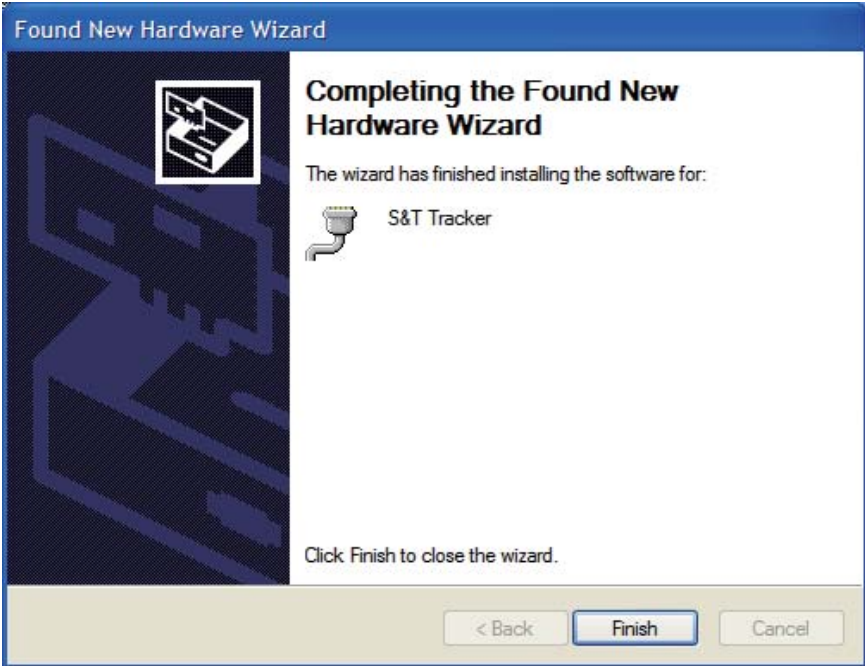 Found New Hardware Wizard
Completing the Found New
Hardware Wizard
The wizard has finished installing the software for:
S&T Tracker
Click Finish to close the wizard.
< Back
Finish
Cancel